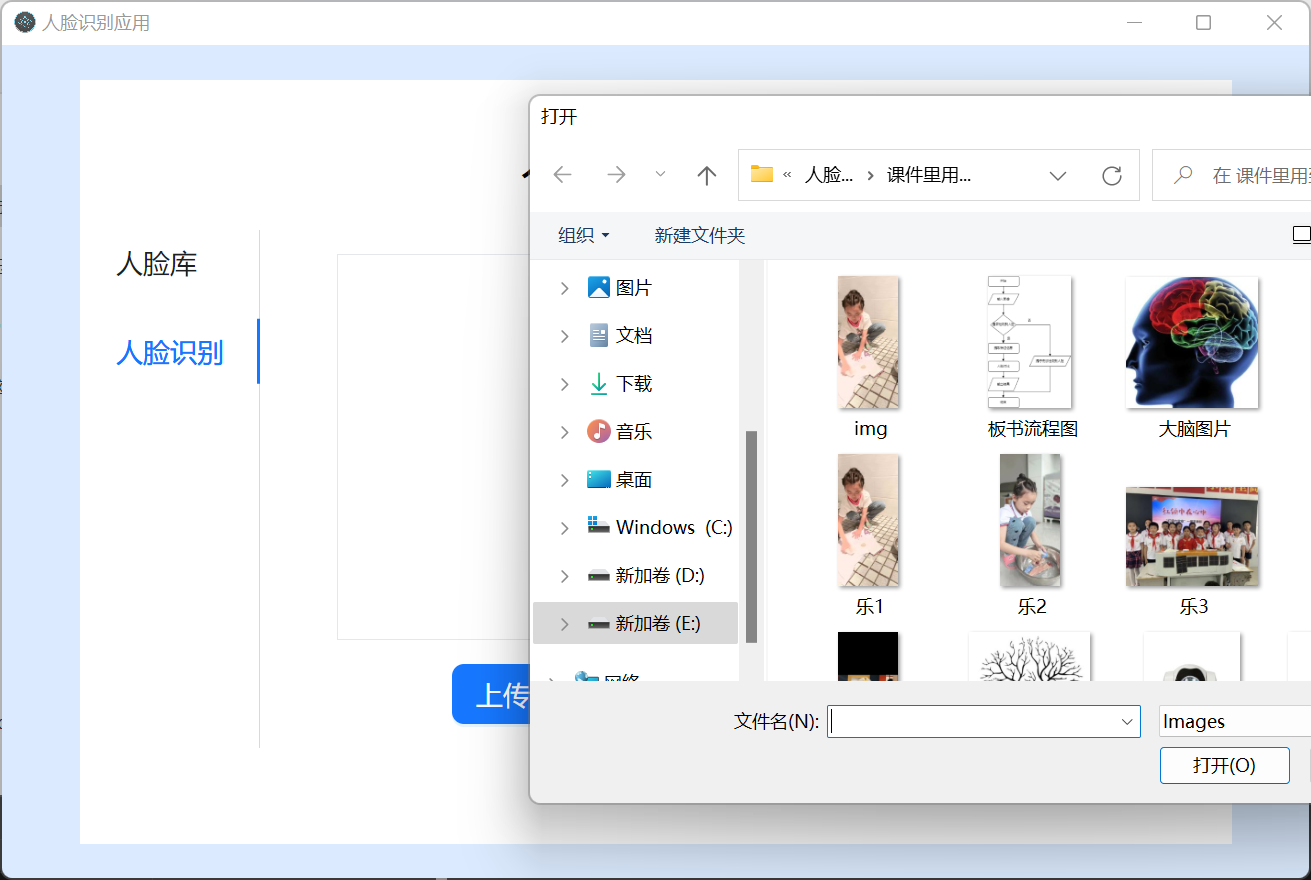 人脸识别应用
打开
« 人脸... › 课件里用...
在 课件里用到
组织
新建文件夹
人脸库
人脸识别
图片
文档
下载
音乐
桌面
Windows (C:)
新加卷 (D:)
新加卷 (E:)
网络
img
板书流程图
大脑图片
乐1
乐2
乐3
上传
文件名(N):
Images
打开(O)